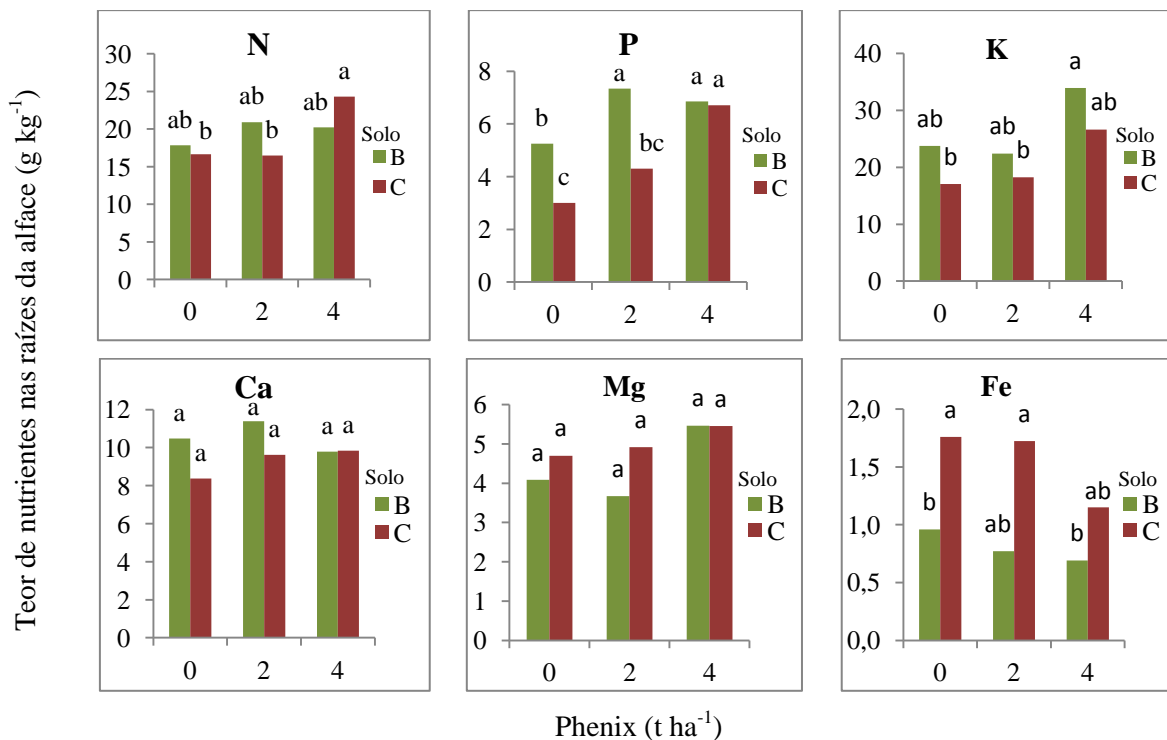 Teor de nutrientes nas raízes da alface (g kg-1)
N
30
25
20
15
10
5
0
ab b
ab b
ab a
0 2 4
Solo
B
C
P
8
6
4
2
0
b c
a bc
a a
0 2 4
Solo
B
C
K
40
30
20
10
0
ab b
ab b
a ab
0 2 4
Solo
B
C
Ca
12
10
8
6
4
2
0
a a
a a
a a
0 2 4
Solo
B
C
Mg
6
5
4
3
2
1
0
a a
a a
a a
0 2 4
Solo
B
C
Fe
2,0
1,5
1,0
0,5
0,0
b a
ab a
b ab
0 2 4
Solo
B
C
Phenix (t ha-1)